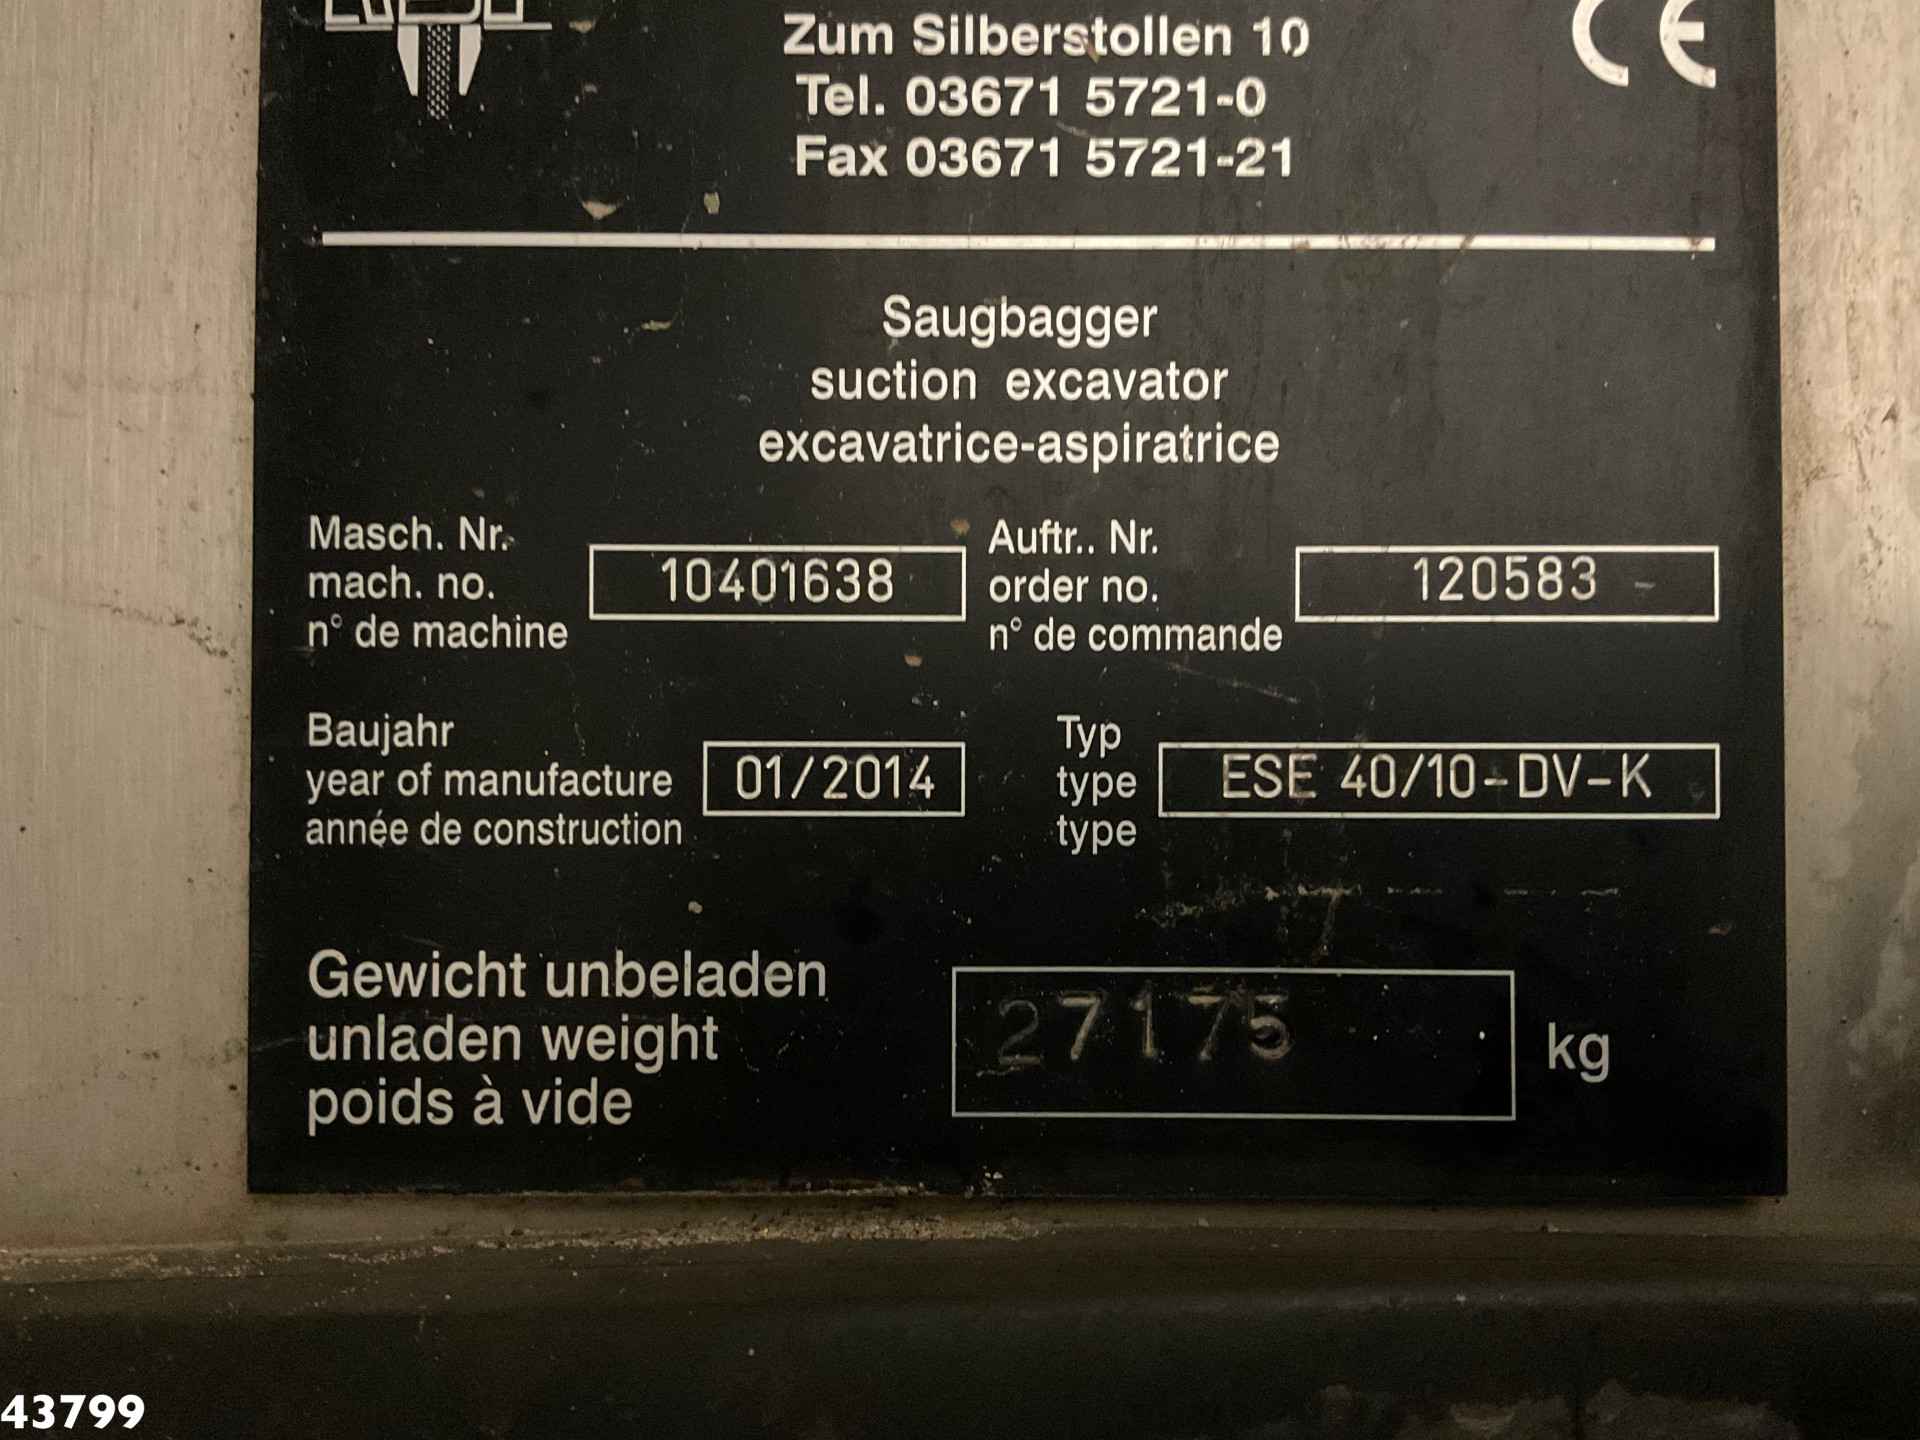 Zum Silberstollen 10
Tel. 03671 5721-0
Fax 03671 5721-21
CE
Saugbagger
suction excavator
excavatrice-aspiratrice
Masch. Nr.
mach. no.
n° de machine
10401638
Auftr.. Nr.
order no.
n° de commande
120583 -
Baujahr
year of manufacture
année de construction
01/2014
Typ
type
type
ESE 40/10-DV-K
Gewicht unbeladen
unladen weight
poids à vide
27175
kg
43799